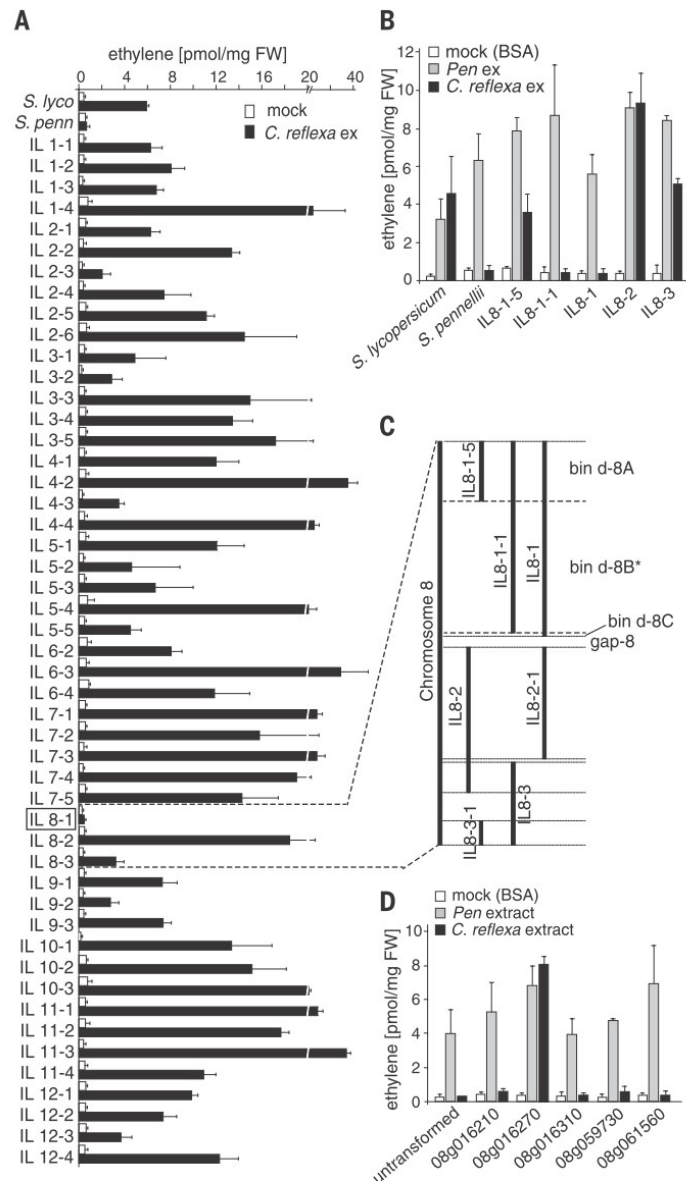 A
ethylene [pmol/mg FW]
0 4 8 12 16 20 40
mock
C. reflexa ex
S. lyco
S. penn
IL 1-1
IL 1-2
IL 1-3
IL 1-4
IL 2-1
IL 2-2
IL 2-3
IL 2-4
IL 2-5
IL 2-6
IL 3-1
IL 3-2
IL 3-3
IL 3-4
IL 3-5
IL 4-1
IL 4-2
IL 4-3
IL 4-4
IL 5-1
IL 5-2
IL 5-3
IL 5-4
IL 5-5
IL 6-2
IL 6-3
IL 6-4
IL 7-1
IL 7-2
IL 7-3
IL 7-4
IL 7-5
IL 8-1
IL 8-2
IL 8-3
IL 9-1
IL 9-2
IL 9-3
IL 10-1
IL 10-2
IL 10-3
IL 11-1
IL 11-2
IL 11-3
IL 11-4
IL 12-1
IL 12-2
IL 12-3
IL 12-4
B
mock (BSA)
Pen ex
C. reflexa ex
ethylene [pmol/mg FW]
12
10
8
6
4
2
0
S. lycopersicum
S. pennellii
IL8-1-5
IL8-1-1
IL8-1
IL8-2
IL8-3
C
Chromosome 8
IL8-1-5
IL8-1-1
IL8-1
IL8-2
IL8-2-1
IL8-3
IL8-3-1
bin d-8A
bin d-8B*
bin d-8C
gap-8
D
mock (BSA)
Pen extract
C. reflexa extract
ethylene [pmol/mg FW]
10
8
6
4
2
0
untransformed
08g016210
08g016270
08g016310
08g059730
08g061560